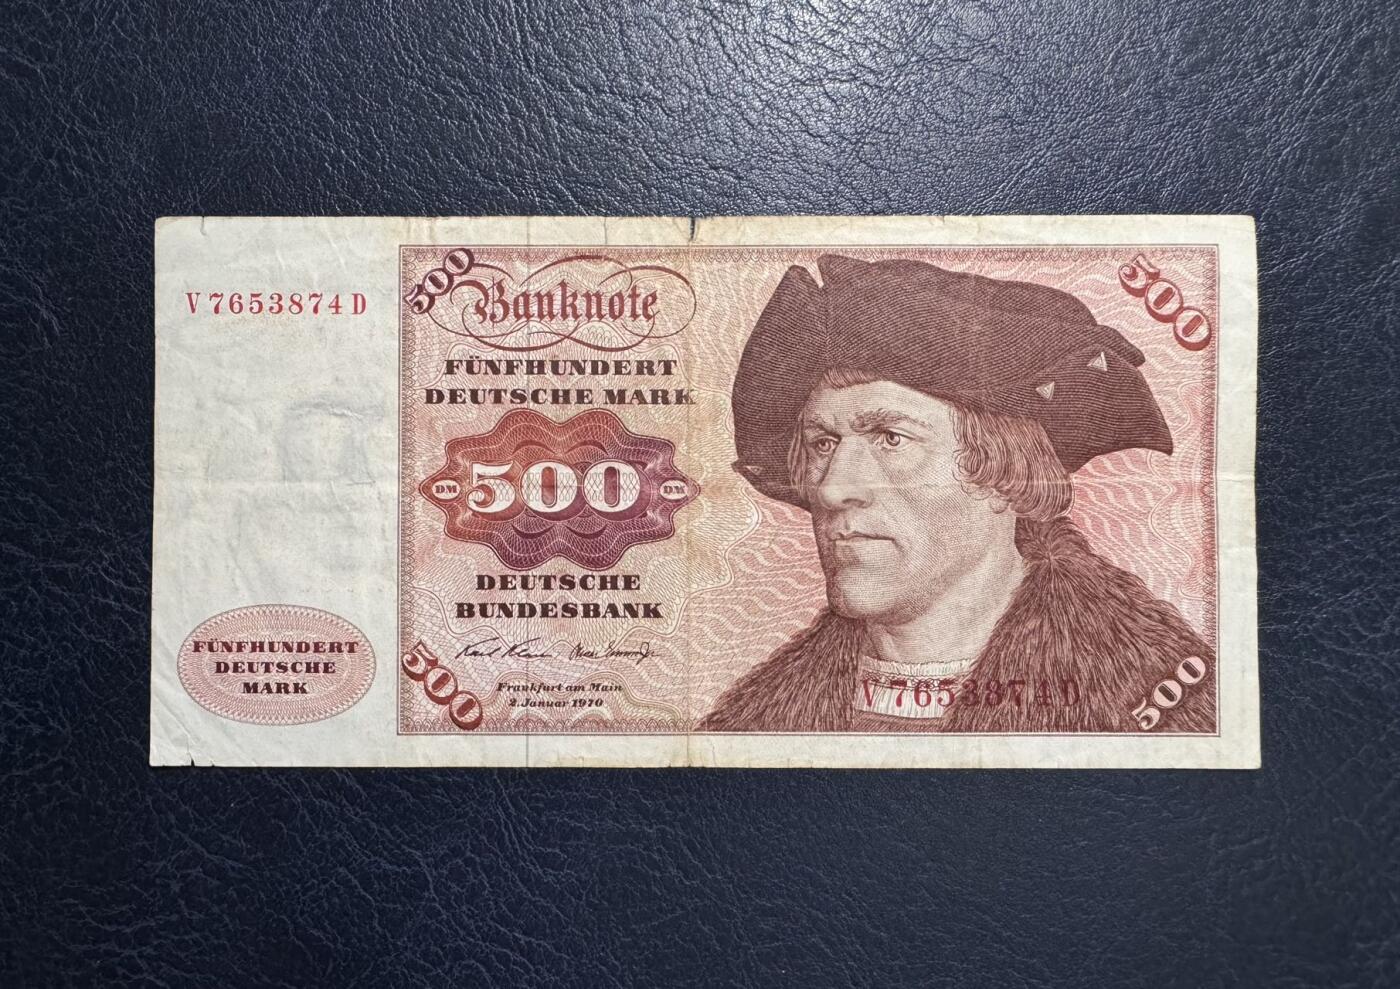 500
Banknote
500
V7653874D
FÜNFHUNDERT
DEUTSCHE MARK
DM 500 DM
DEUTSCHE
BUNDESBANK
FÜNFHUNDERT
DEUTSCHE
MARK
500
Frankfurt am Main
2. Januar 1970
V7653874D
500